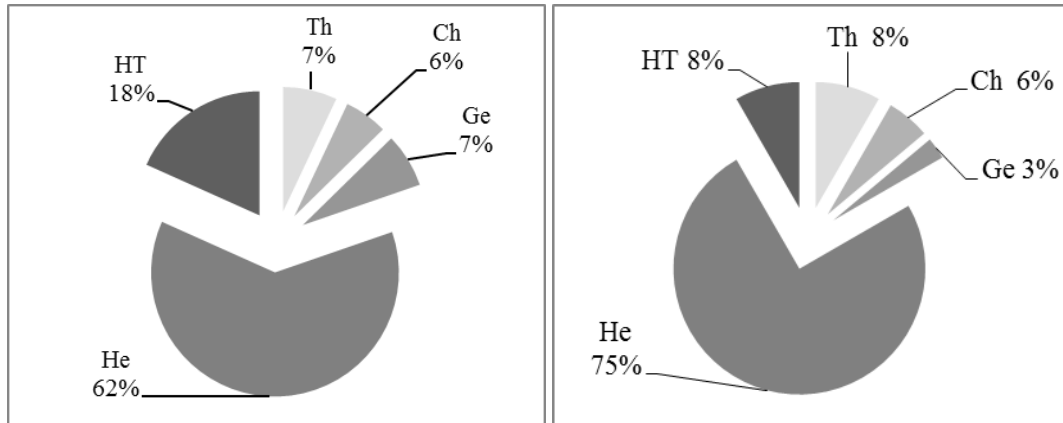 Th
7%
Ch
6%
Ge
7%
HT
18%
He
62%
Th 8%
Ch 6%
Ge 3%
HT 8%
He
75%